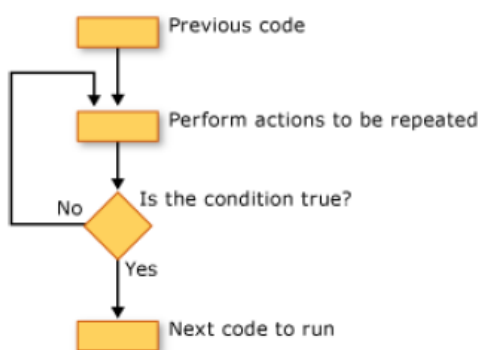 Previous code
Perform actions to be repeated
Is the condition true?
No
Yes
Next code to run